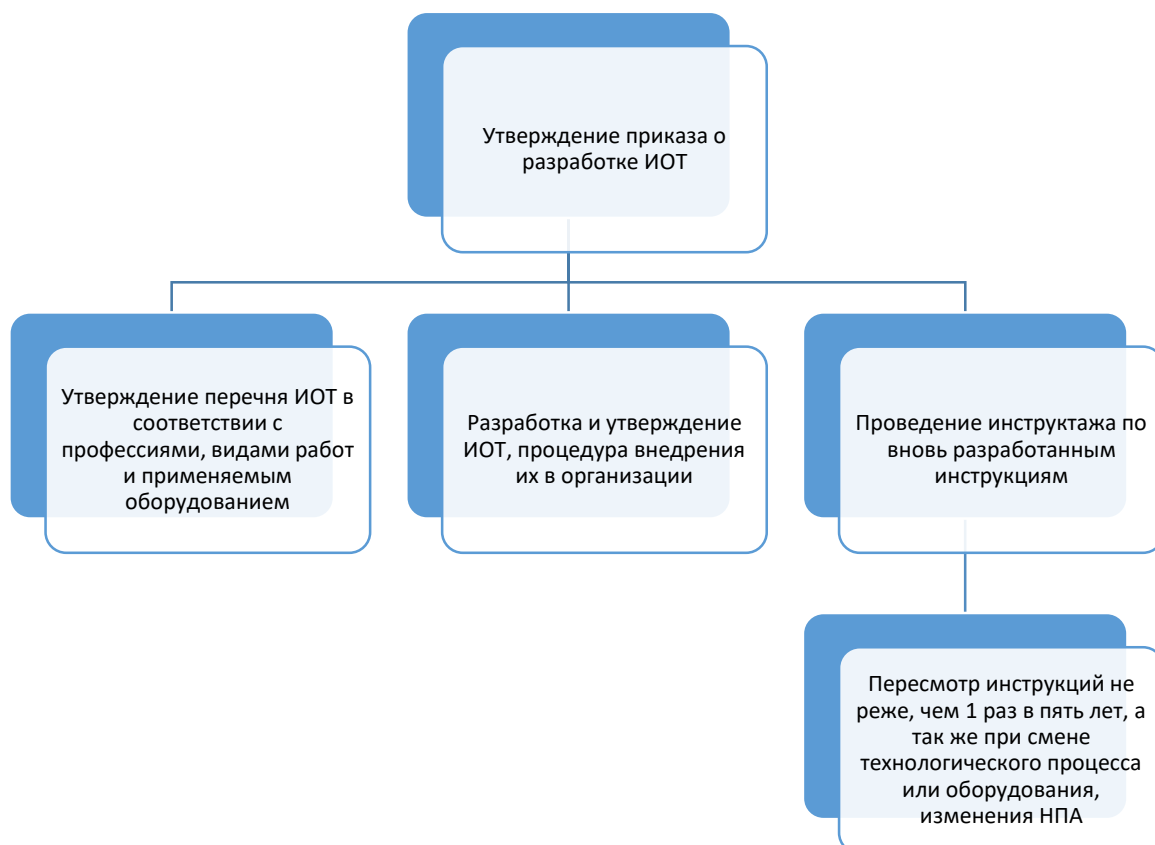 Утверждение приказа о
разработке ИОТ
Утверждение перечня ИОТ в
соответствии с
профессиями, видами работ
и применяемым
оборудованием
Разработка и утверждение
ИОТ, процедура внедрения
их в организации
Проведение инструктажа по
вновь разработанным
инструкциям
Пересмотр инструкций не
реже, чем 1 раз в пять лет, а
так же при смене
технологического процесса
или оборудования,
изменения НПА